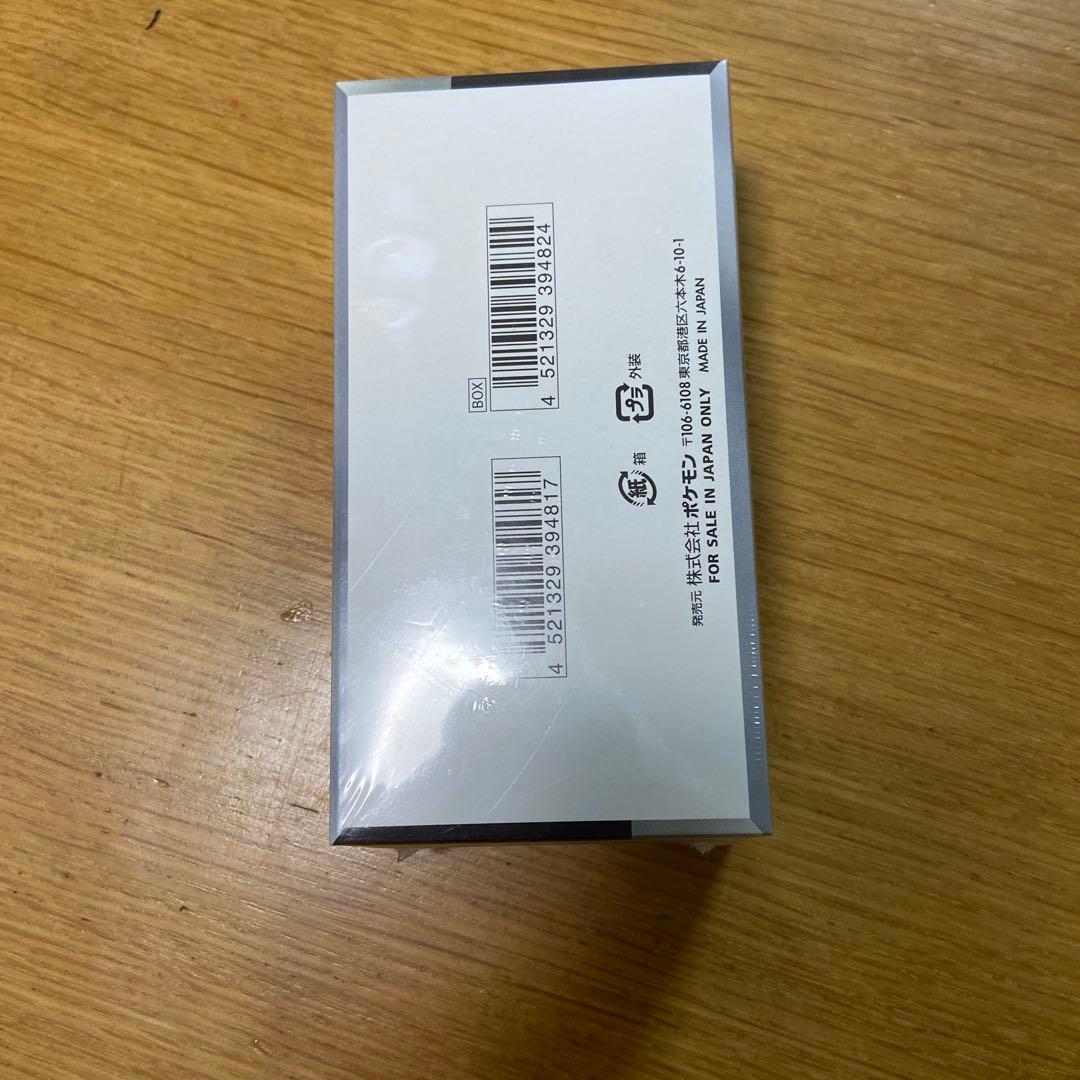 BOX
4 521329 394817
4 521329 394824
紙 箱
プラ 外装
発売元 株式会社 ポケモン 〒106-6108 東京都港区六本木6-10-1
FOR SALE IN JAPAN ONLY MADE IN JAPAN